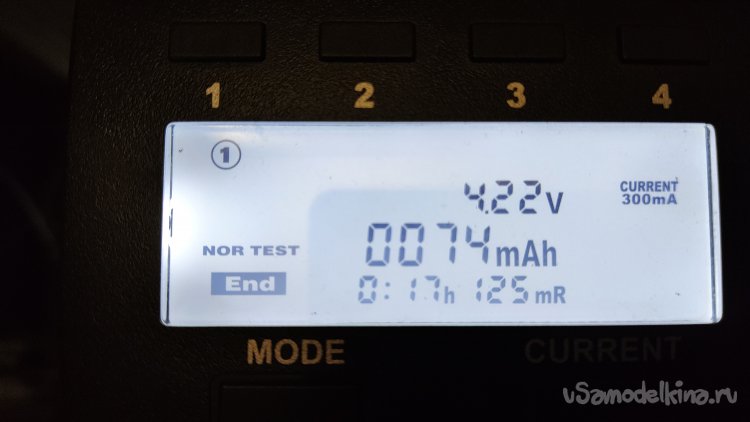 1 2 3 4
①
4.22V
CURRENT
300mA
NOR TEST
0074mAh
End
0:17h 125mR
MODE CURRENT
vSamodelkina.ru